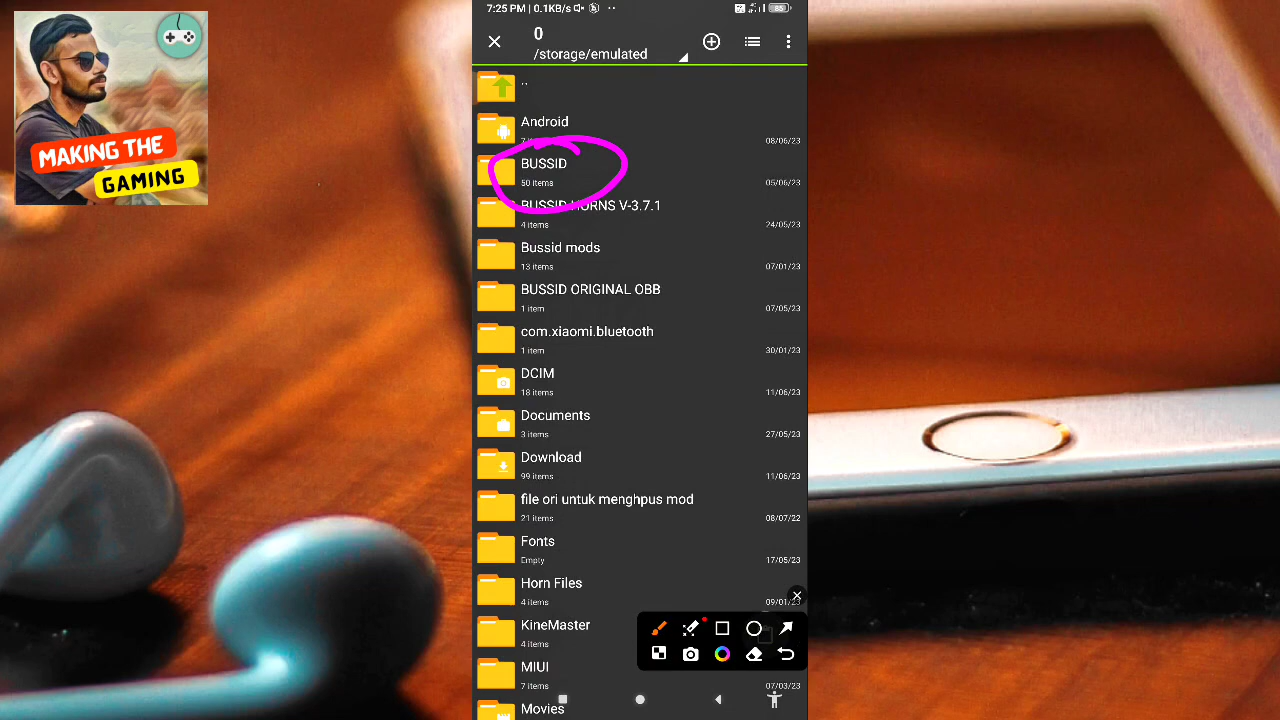 MAKING THE
GAMING
7:25 PM | 0.1KB/s
85
0
/storage/emulated
..
Android
08/06/23
BUSSID
50 items
05/06/23
BUSSID HORNS V-3.7.1
4 items
24/05/23
Bussid mods
13 items
07/01/23
BUSSID ORIGINAL OBB
1 item
07/05/23
com.xiaomi.bluetooth
1 item
30/01/23
DCIM
18 items
11/06/23
Documents
3 items
27/05/23
Download
99 items
11/06/23
file ori untuk menghpus mod
21 items
08/07/22
Fonts
Empty
17/05/23
Horn Files
4 items
09/01/23
KineMaster
4 items
MIUI
7 items
07/03/23
Movies